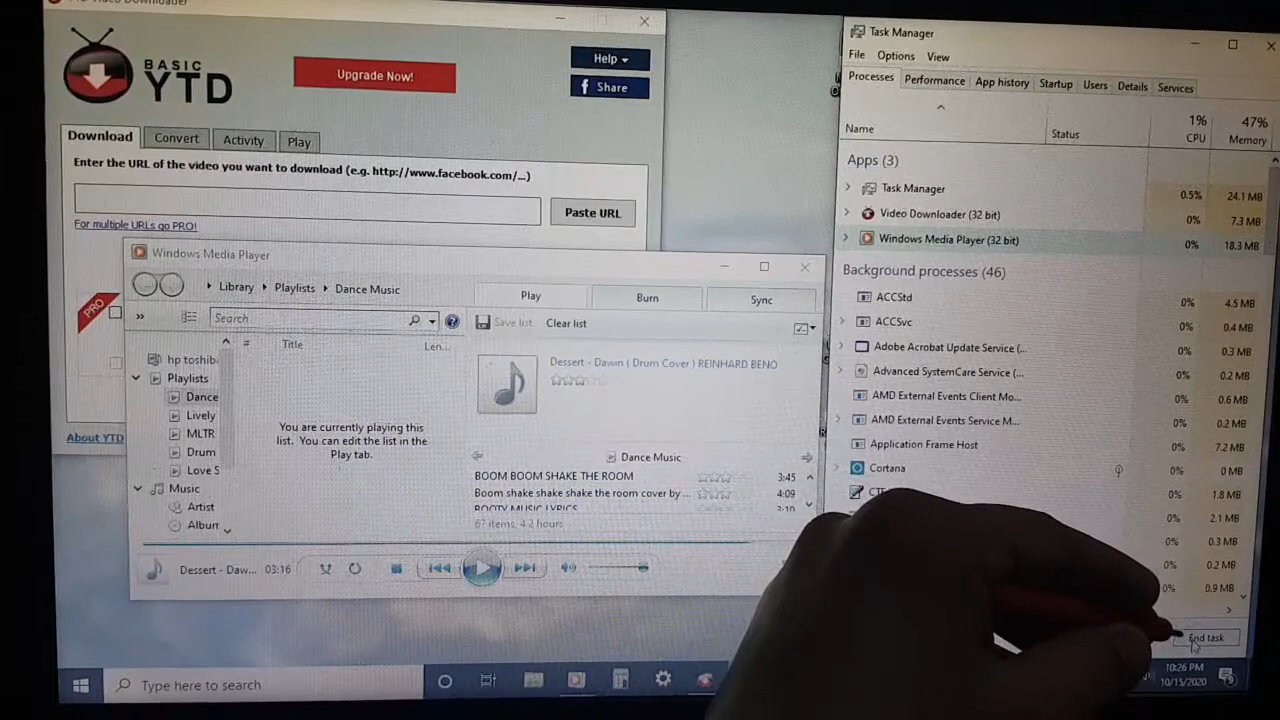 BASIC
YTD
Upgrade Now!
Help
Share
Download
Convert
Activity
Play
Enter the URL of the video you want to download (e.g. http://www.facebook.com/...)
Paste URL
For multiple URLs go PRO!
PRO
About YTD
Windows Media Player
Library
Playlists
Dance Music
Play
Burn
Sync
Search
Save list
Clear list
#
Title
Len...
hp toshib
Playlists
Dance
Lively
MLTR
Drum
Love S
Music
Artist
Album
You are currently playing this
list. You can edit the list in the
Play tab.
Dessert - Dawin ( Drum Cover ) REINHARD BENO
Dance Music
BOOM BOOM SHAKE THE ROOM 3:45
Boom shake shake shake the room cover by ... 4:09
BOOTY MUSIC LYRICS 3:10
67 items, 4.2 hours
Dessert - Daw... 03:16
Task Manager
File Options View
Processes Performance App history Startup Users Details Services
1% 47%
Name Status CPU Memory
Apps (3)
Task Manager 0.5% 24.1 MB
Video Downloader (32 bit) 0% 7.3 MB
Windows Media Player (32 bit) 0% 18.3 MB
Background processes (46)
ACCStd 0% 4.5 MB
ACCSvc 0% 0.4 MB
Adobe Acrobat Update Service (... 0% 0.3 MB
Advanced SystemCare Service (... 0% 0.2 MB
AMD External Events Client Mo... 0% 0.6 MB
AMD External Events Service M... 0% 0.2 MB
Application Frame Host 0% 7.2 MB
Cortana 0% 0 MB
0% 1.8 MB
0% 2.1 MB
0% 0.3 MB
0% 0.2 MB
0% 0.9 MB
End task
Type here to search
10:26 PM
10/15/2020